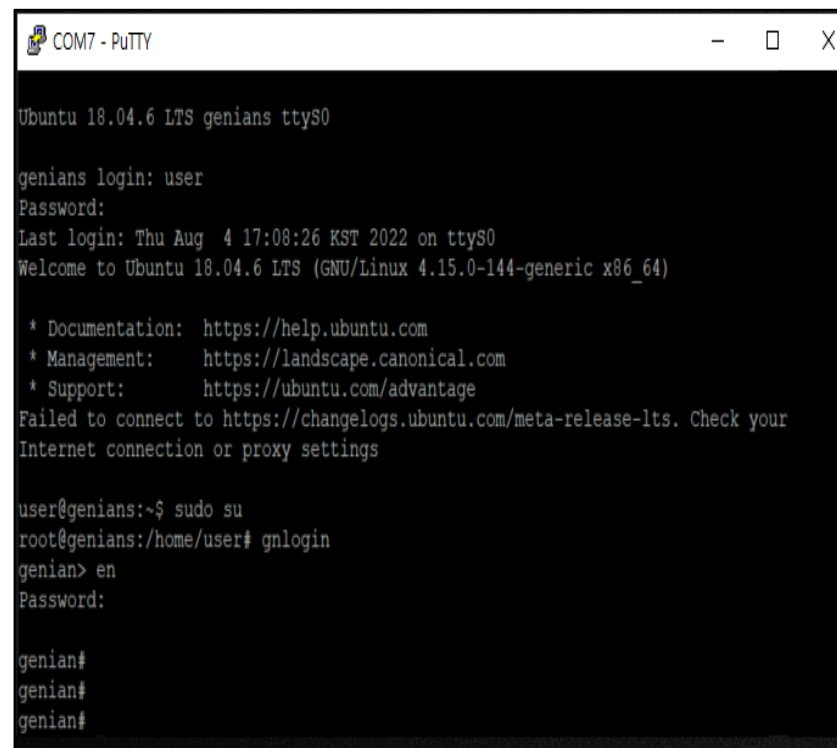 COM7 - PuTTY
Ubuntu 18.04.6 LTS genians ttyS0
genians login: user
Password:
Last login: Thu Aug  4 17:08:26 KST 2022 on ttyS0
Welcome to Ubuntu 18.04.6 LTS (GNU/Linux 4.15.0-144-generic x86_64)
* Documentation:  https://help.ubuntu.com
* Management:     https://landscape.canonical.com
* Support:        https://ubuntu.com/advantage
Failed to connect to https://changelogs.ubuntu.com/meta-release-lts. Check your
Internet connection or proxy settings
user@genians:~$ sudo su
root@genians:/home/user# gnlogin
genian> en
Password:
genian#
genian#
genian#